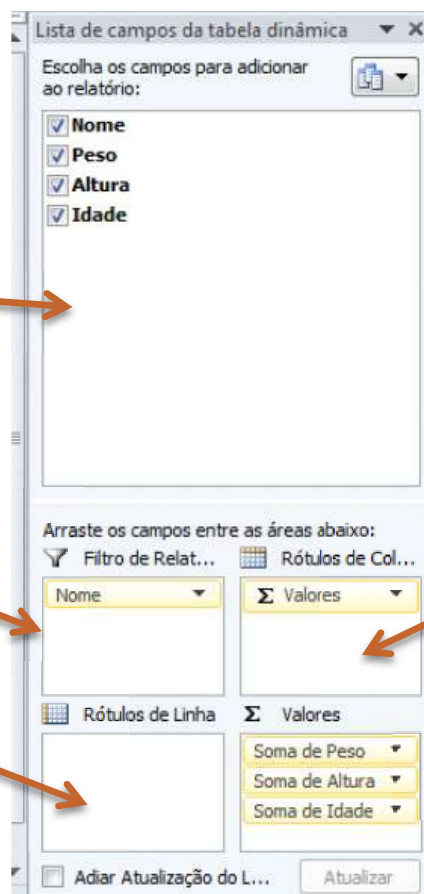 Lista de campos da tabela dinâmica
Escolha os campos para adicionar
ao relatório:
Nome
Peso
Altura
Idade
Arraste os campos entre as áreas abaixo:
Filtro de Relat...
Rótulos de Col...
Nome
Σ Valores
Rótulos de Linha
Σ Valores
Soma de Peso
Soma de Altura
Soma de Idade
Adiar Atualização do L...
Atualizar